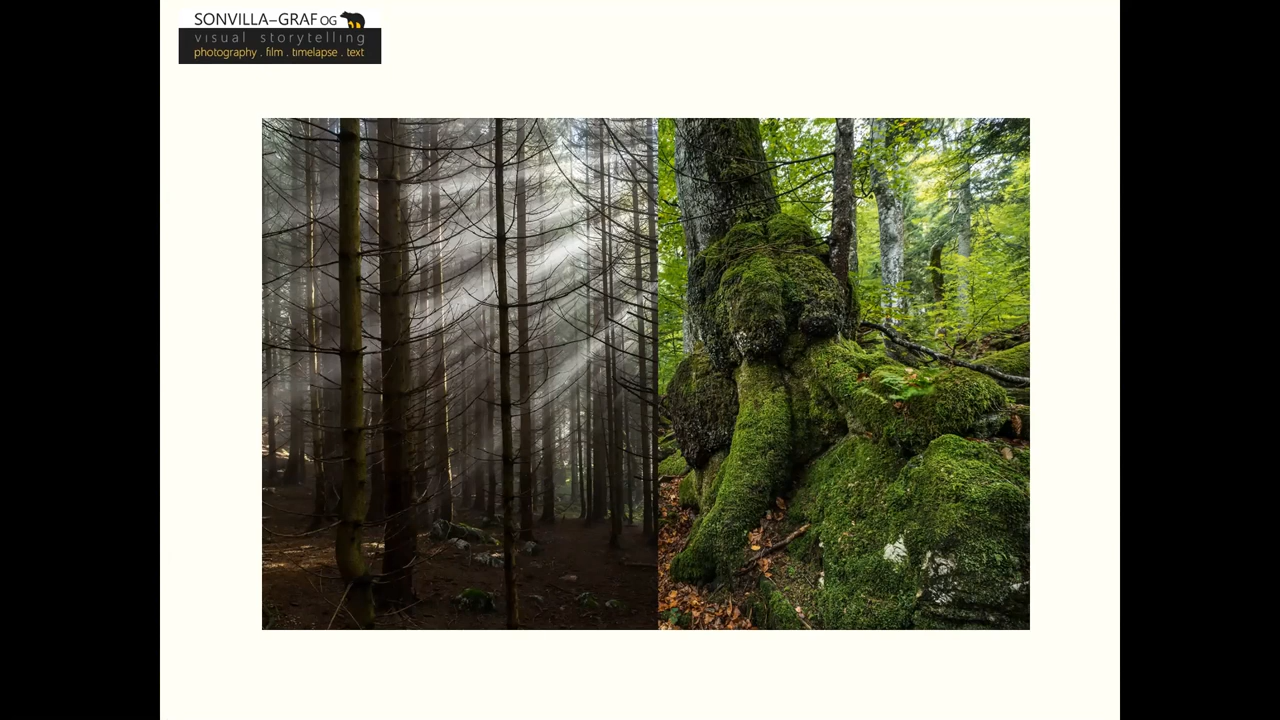 SONVILLA–GRAF OG
visual storytelling
photography . film . timelapse . text